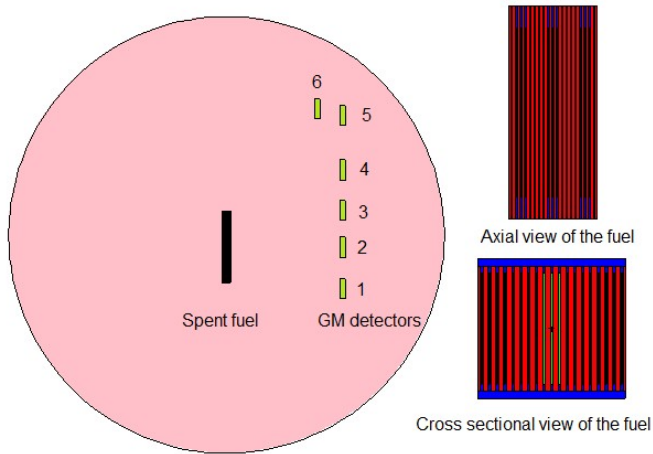 6
5
4
3
2
1
Spent fuel
GM detectors
Axial view of the fuel
Cross sectional view of the fuel